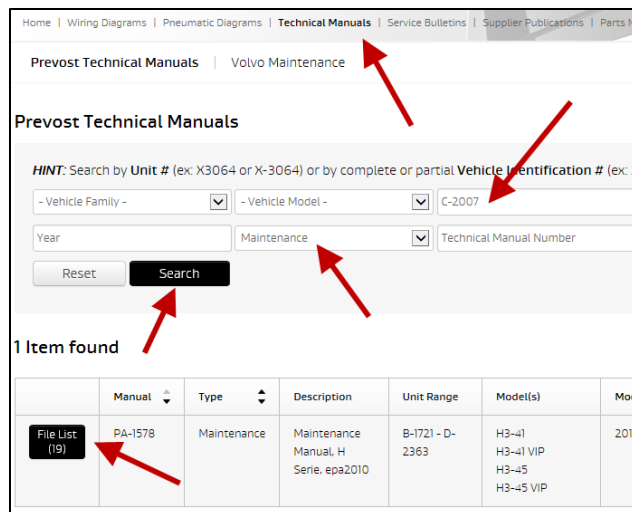 Home | Wiring Diagrams | Pneumatic Diagrams | Technical Manuals | Service Bulletins | Supplier Publications | Parts
Prevost Technical Manuals | Volvo Maintenance
Prevost Technical Manuals
HINT: Search by Unit # (ex: X3064 or X-3064) or by complete or partial Vehicle Identification # (ex:
- Vehicle Family - - Vehicle Model - C-2007
Year Maintenance Technical Manual Number
Reset Search
1 Item found
Manual Type Description Unit Range Model(s)
File List PA-1578 Maintenance Maintenance B-1721 - D- H3-41 201
(19) Manual, H 2363 H3-41 VIP
Serie, epa2010 H3-45
H3-45 VIP